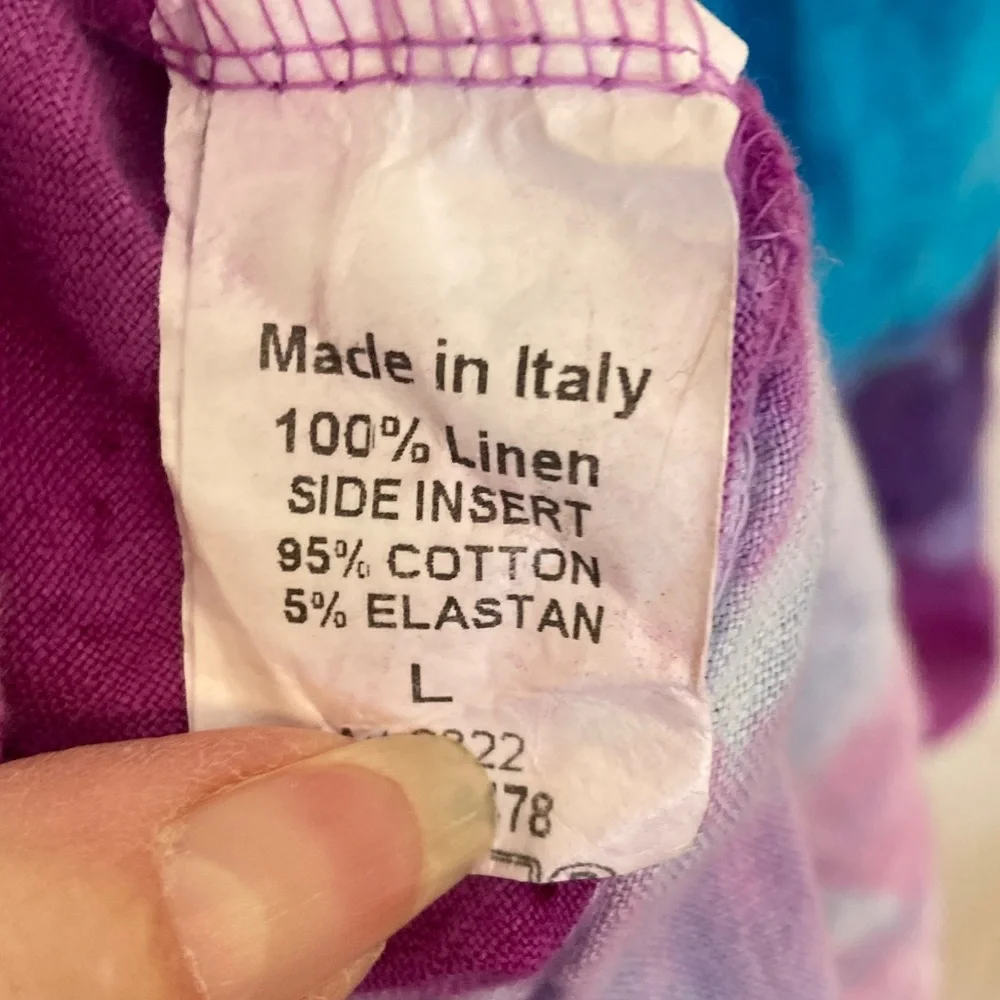 Made in Italy
100% Linen
SIDE INSERT
95% COTTON
5% ELASTAN
L